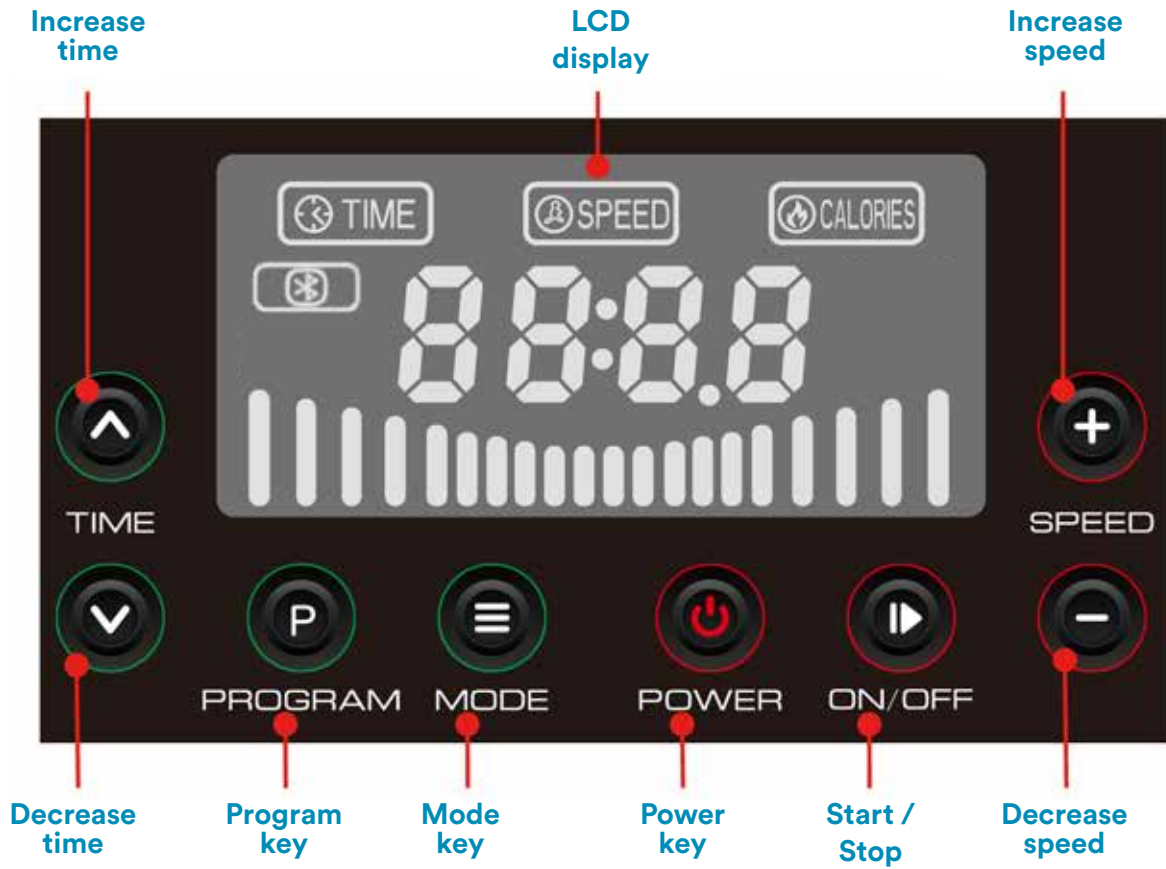 Increase
time
LCD
display
Increase
speed
TIME
SPEED
CALORIES
88:8.8
TIME
SPEED
P
PROGRAM
MODE
POWER
ON/OFF
Decrease
time
Program
key
Mode
key
Power
key
Start /
Stop
Decrease
speed